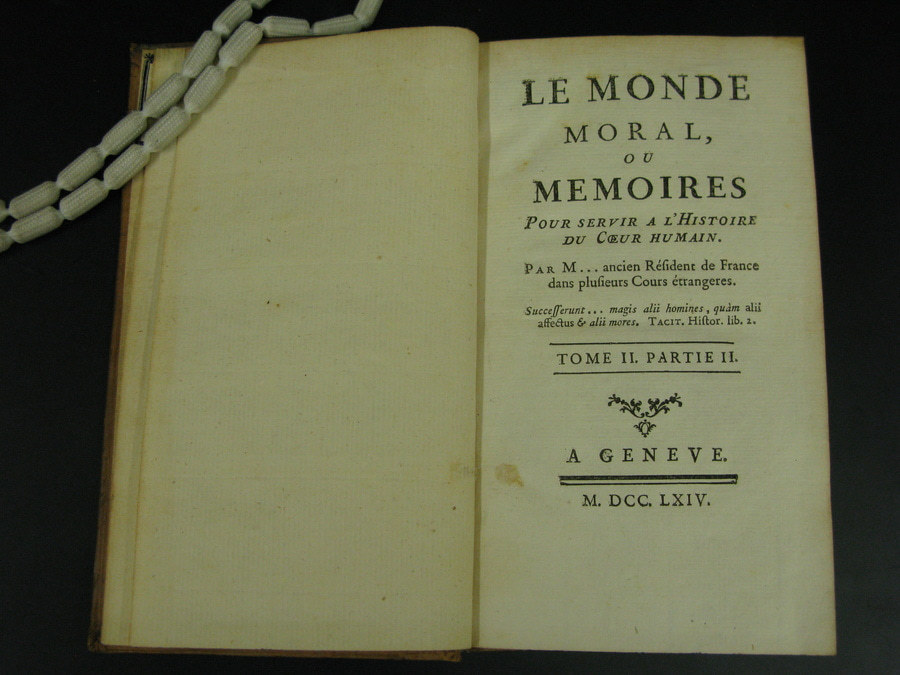 LE MONDE
MORAL,
OU
MEMOIRES
POUR SERVIR A L'HISTOIRE
DU CŒUR HUMAIN.
PAR M... ancien Réſident de France
dans pluſieurs Cours étrangeres.
Succeſſerunt... magis alii homines, quàm alii
affectus & alii mores. TACIT. Hiſtor. lib. 2.
TOME II. PARTIE II.
A GENEVE.
M. DCC. LXIV.